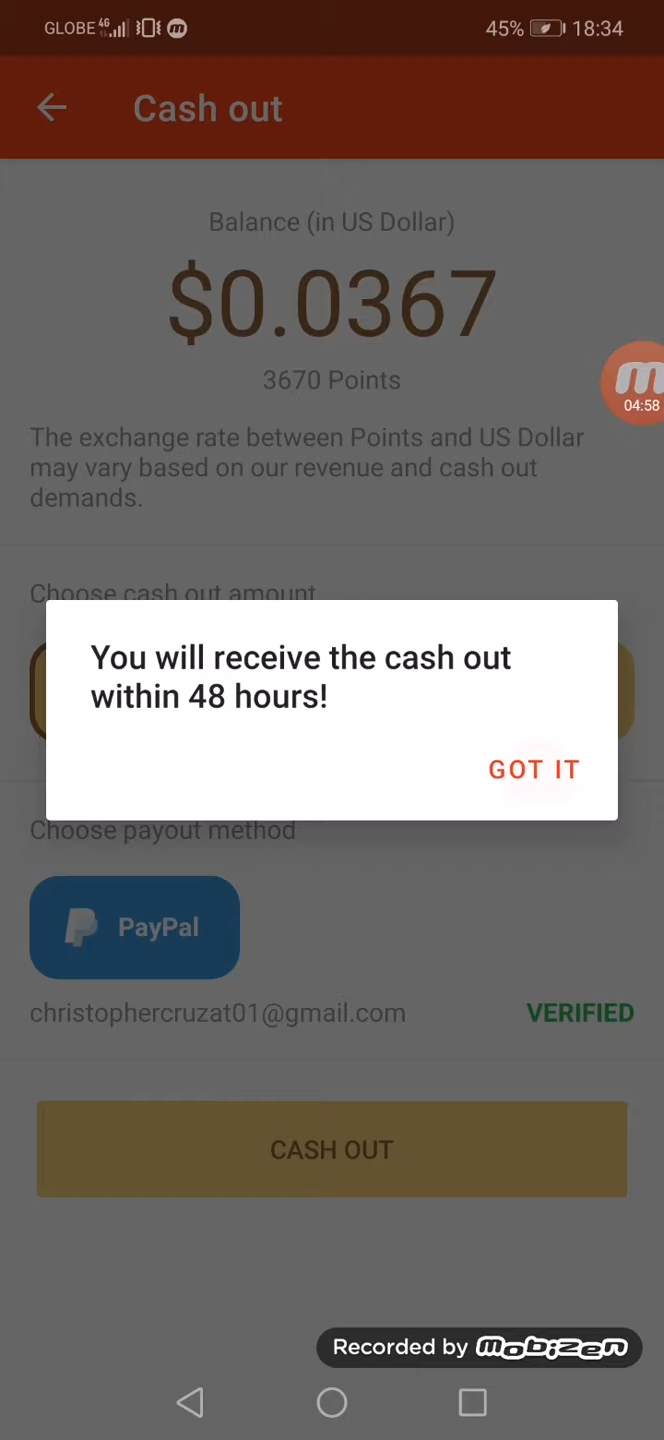 GLOBE 4G 45% 18:34
Cash out
Balance (in US Dollar)
$0.0367
3670 Points
m
04:58
The exchange rate between Points and US Dollar
may vary based on our revenue and cash out
demands.
Choose cash out amount
You will receive the cash out
within 48 hours!
GOT IT
Choose payout method
PayPal
christophercruzat01@gmail.com VERIFIED
CASH OUT
Recorded by mobizen